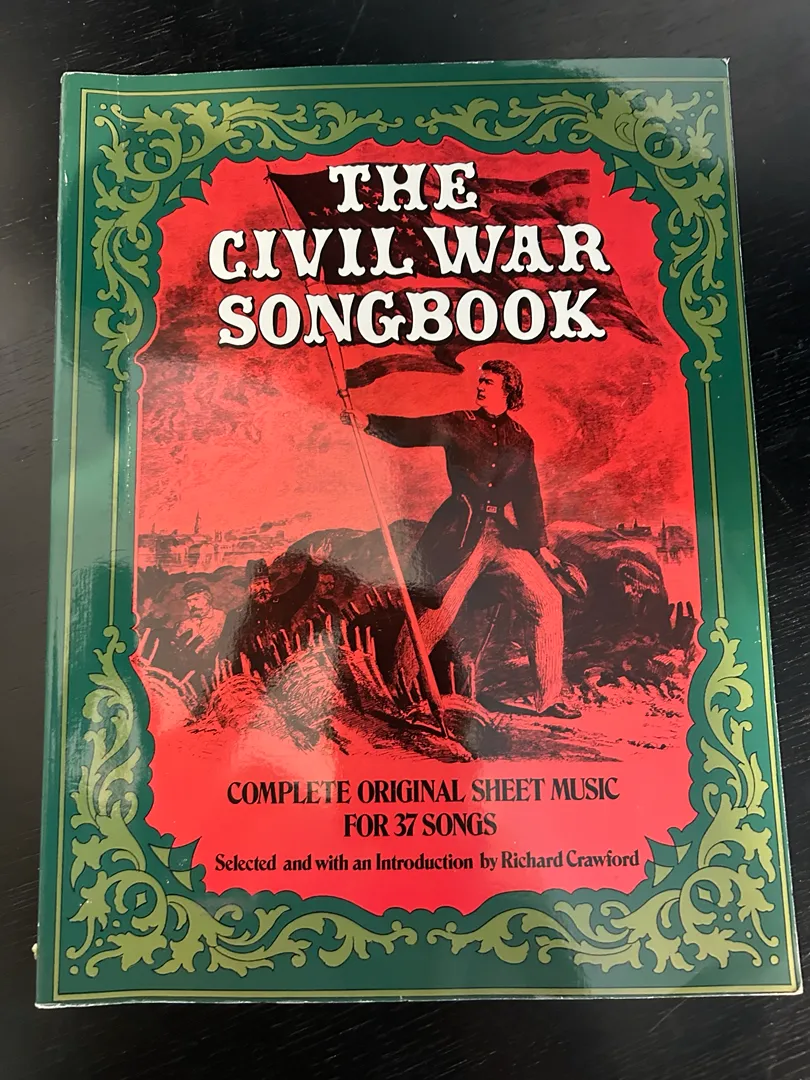 THE
CIVIL WAR
SONGBOOK
COMPLETE ORIGINAL SHEET MUSIC
FOR 37 SONGS
Selected and with an Introduction by Richard Crawford